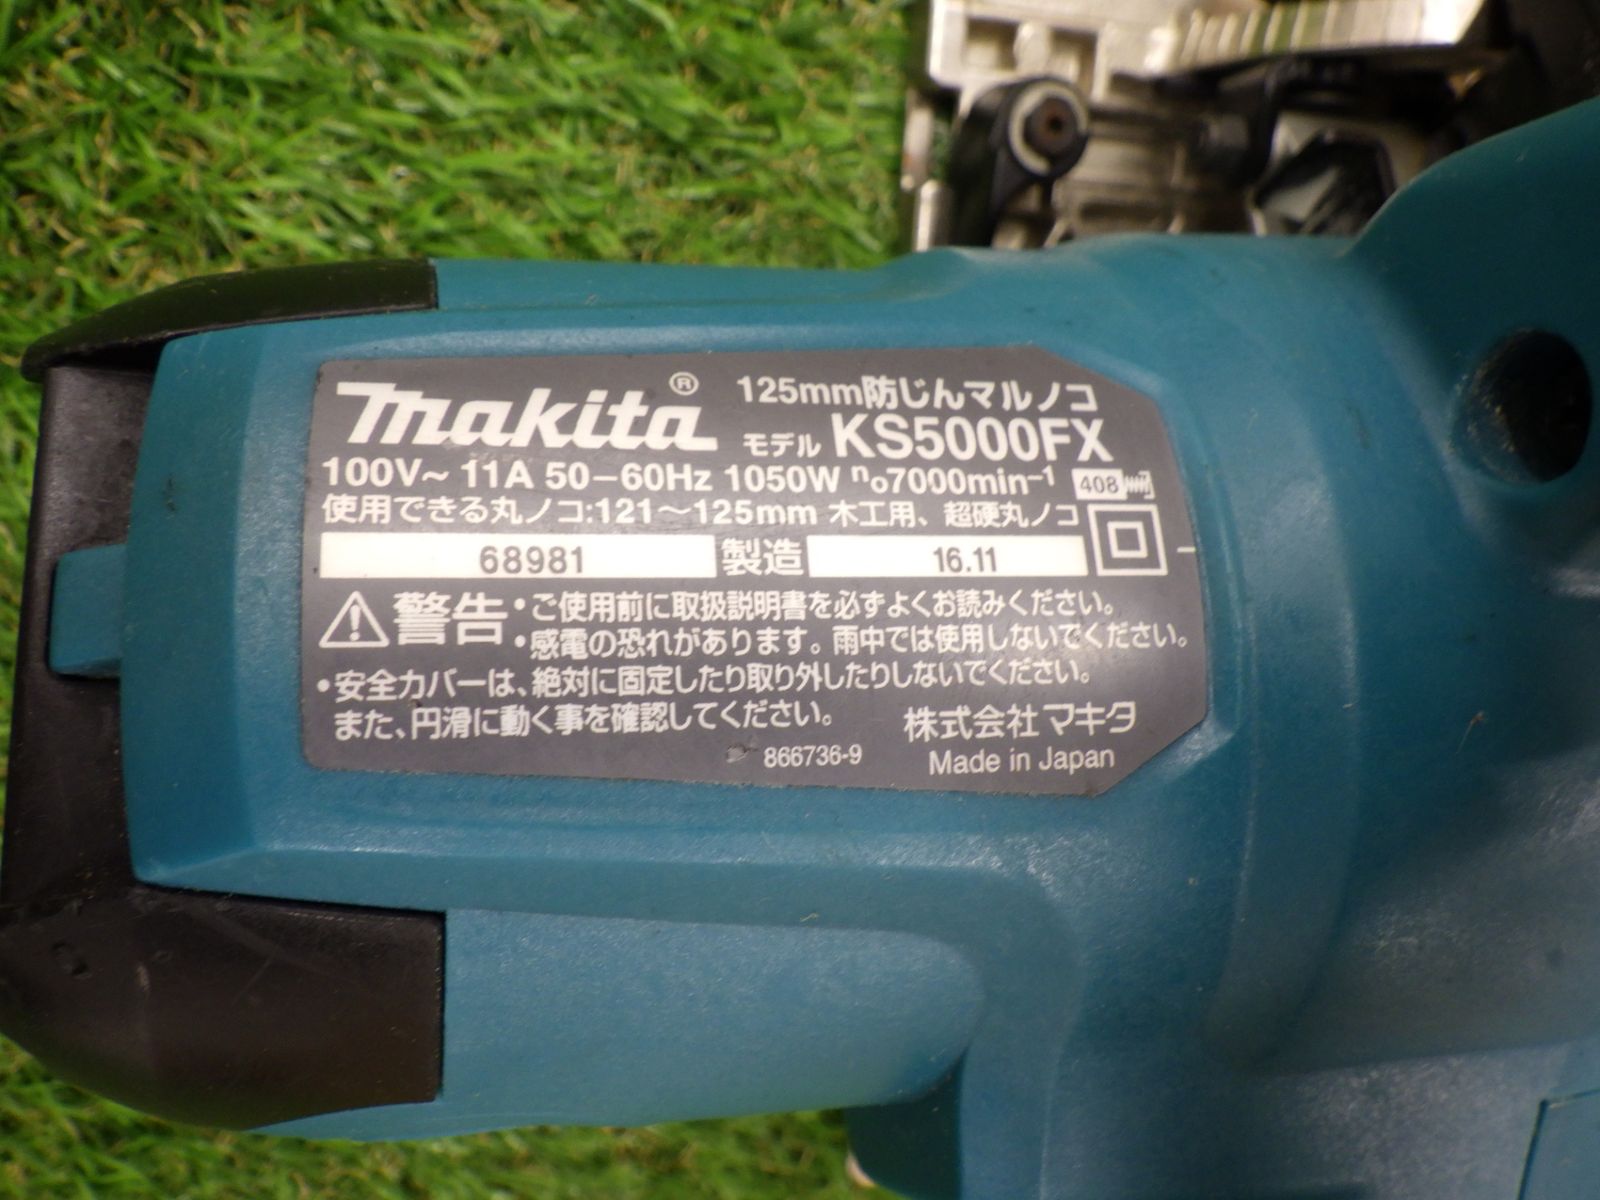 makita® 125mm防じんマルノコ
モデル KS5000FX
100V～ 11A 50－60Hz 1050W n₀7000min⁻¹ 408
使用できる丸ノコ:121～125mm 木工用、超硬丸ノコ
68981 製造 16.11
警告 ・ご使用前に取扱説明書を必ずよくお読みください。
・感電の恐れがあります。雨中では使用しないでください。
・安全カバーは、絶対に固定したり取り外したりしないでください。
また、円滑に動く事を確認してください。
株式会社マキタ
866736-9 Made in Japan